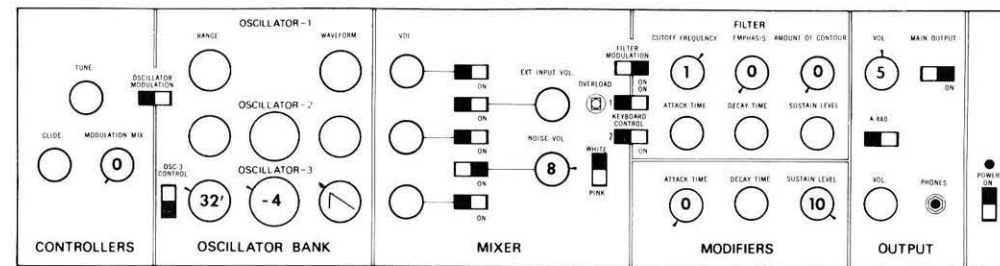 OSCILLATOR-1
RANGE
WAVEFORM
TUNE
OSCILLATOR
MODULATION
ON
OSCILLATOR-2
GLIDE
MODULATION MIX
0
OSC-3
CONTROL
OSCILLATOR-3
32'
-4
CONTROLLERS
OSCILLATOR BANK
VOL
ON
ON
ON
ON
ON
EXT INPUT VOL.
OVERLOAD
NOISE VOL
8
WHITE
PINK
MIXER
FILTER
FILTER
MODULATION
ON
ON
1
KEYBOARD
CONTROL
2
ON
CUTOFF FREQUENCY
EMPHASIS
AMOUNT OF CONTOUR
1
0
0
ATTACK TIME
DECAY TIME
SUSTAIN LEVEL
ATTACK TIME
DECAY TIME
SUSTAIN LEVEL
0
10
MODIFIERS
VOL
MAIN OUTPUT
5
ON
A-440
VOL.
PHONES
OUTPUT
POWER
ON